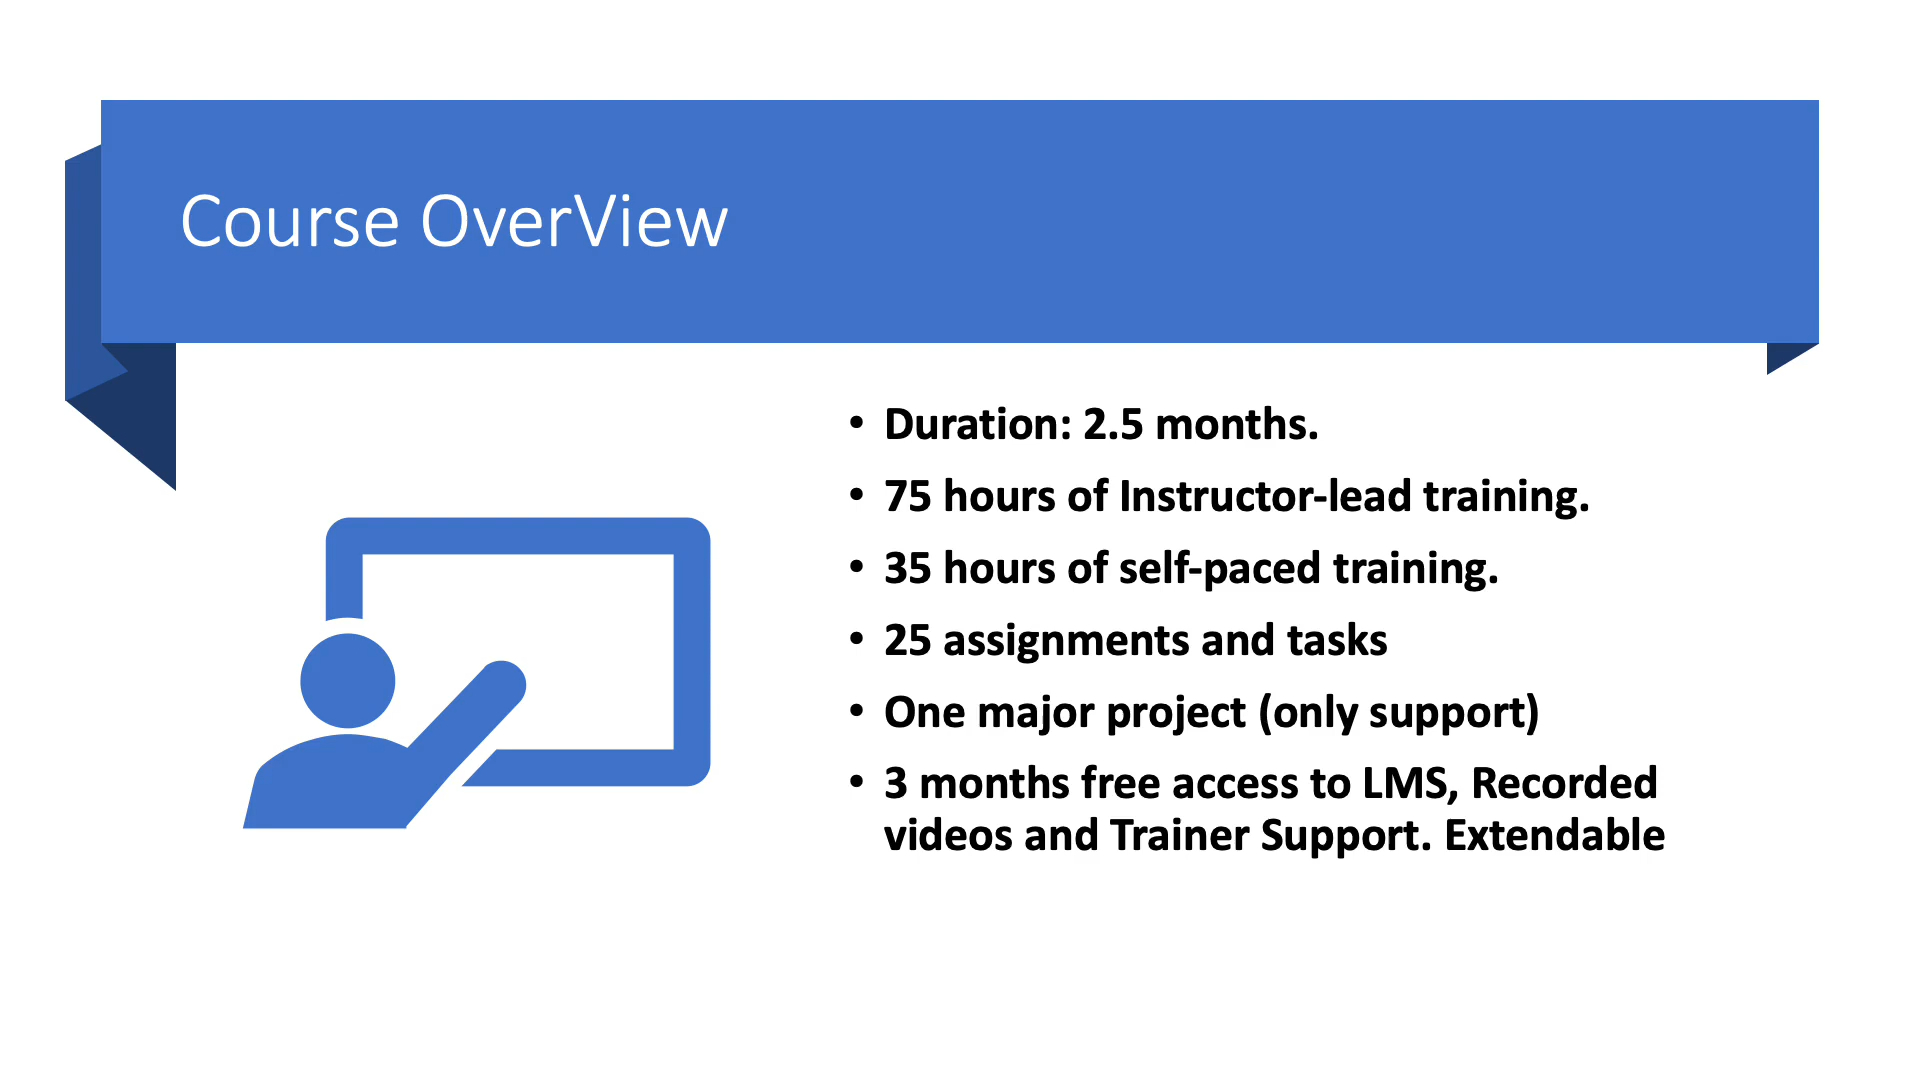 Course OverView
• Duration: 2.5 months.
• 75 hours of Instructor-lead training.
• 35 hours of self-paced training.
• 25 assignments and tasks
• One major project (only support)
• 3 months free access to LMS, Recorded
videos and Trainer Support. Extendable